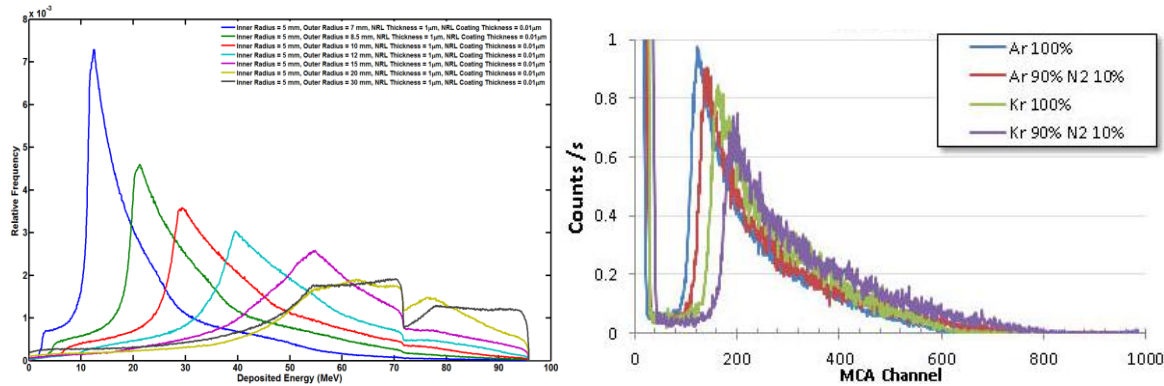 x 10⁻³
8
7
6
5
4
3
2
1
0
Relative Frequency
Inner Radius = 5 mm, Outer Radius = 7 mm, NRL Thickness = 1μm, NRL Coating Thickness = 0.01μm
Inner Radius = 5 mm, Outer Radius = 8.5 mm, NRL Thickness = 1μm, NRL Coating Thickness = 0.01μm
Inner Radius = 5 mm, Outer Radius = 10 mm, NRL Thickness = 1μm, NRL Coating Thickness = 0.01μm
Inner Radius = 5 mm, Outer Radius = 12 mm, NRL Thickness = 1μm, NRL Coating Thickness = 0.01μm
Inner Radius = 5 mm, Outer Radius = 15 mm, NRL Thickness = 1μm, NRL Coating Thickness = 0.01μm
Inner Radius = 5 mm, Outer Radius = 20 mm, NRL Thickness = 1μm, NRL Coating Thickness = 0.01μm
Inner Radius = 5 mm, Outer Radius = 30 mm, NRL Thickness = 1μm, NRL Coating Thickness = 0.01μm
0 10 20 30 40 50 60 70 80 90 100
Deposited Energy (MeV)
1
0.8
0.6
0.4
0.2
0
Counts /s
Ar 100%
Ar 90% N2 10%
Kr 100%
Kr 90% N2 10%
0 200 400 600 800 1000
MCA Channel